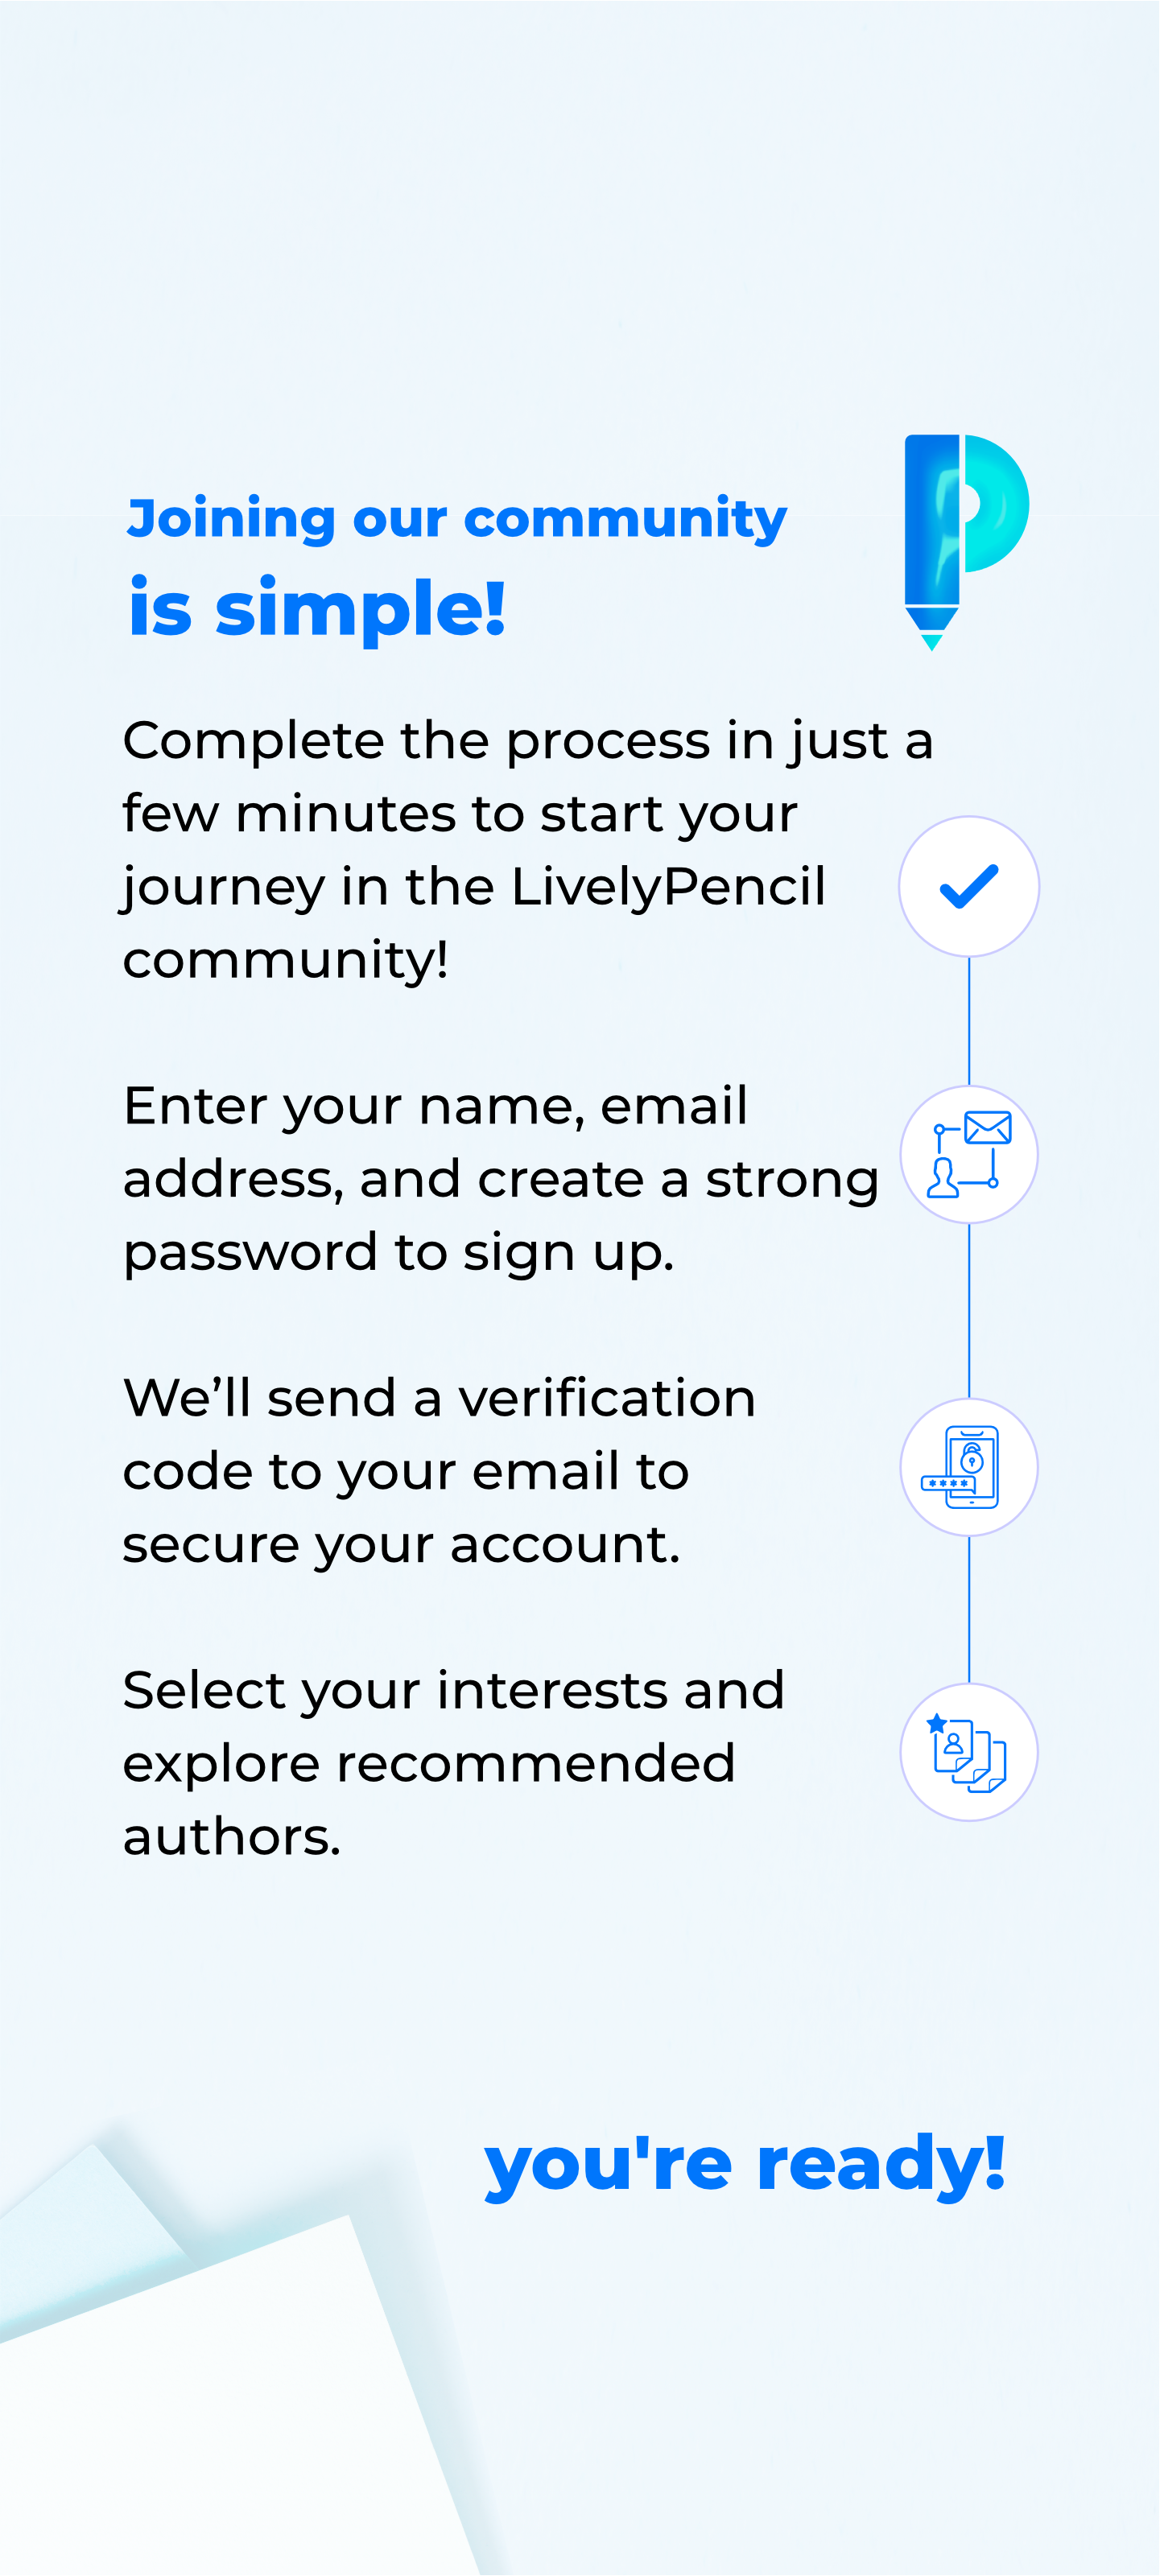 Joining our community
is simple!
Complete the process in just a
few minutes to start your
journey in the LivelyPencil
community!
Enter your name, email
address, and create a strong
password to sign up.
We’ll send a verification
code to your email to
secure your account.
Select your interests and
explore recommended
authors.
you're ready!